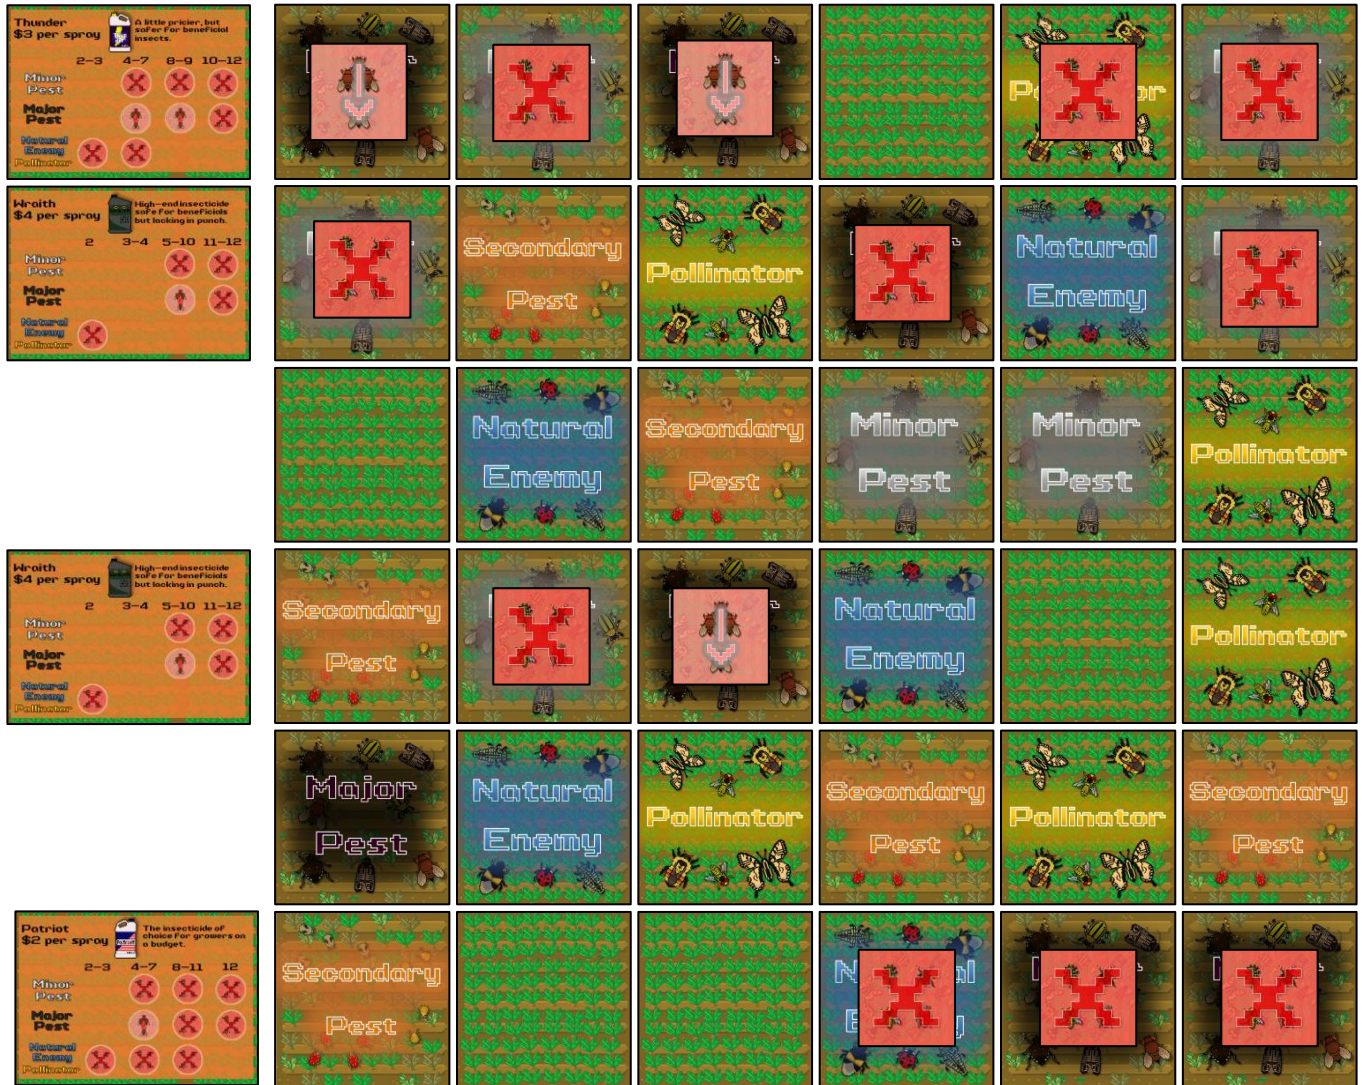 Thunder
$3 per spray
A little pricier, but
safer for beneficial
insects.
2-3 4-7 8-9 10-12
Minor
Pest
Major
Pest
Natural
Enemy
Pollinator
Wraith
$4 per spray
High-end insecticide
safe for beneficials
but lacking in punch.
2 3-4 5-10 11-12
Minor
Pest
Major
Pest
Natural
Enemy
Pollinator
Secondary
Pest
Pollinator
Natural
Enemy
Natural
Enemy
Secondary
Pest
Minor
Pest
Minor
Pest
Pollinator
Wraith
$4 per spray
High-end insecticide
safe for beneficials
but lacking in punch.
2 3-4 5-10 11-12
Minor
Pest
Major
Pest
Natural
Enemy
Pollinator
Secondary
Pest
Natural
Enemy
Pollinator
Major
Pest
Natural
Enemy
Pollinator
Secondary
Pest
Pollinator
Secondary
Pest
Patriot
$2 per spray
The insecticide of
choice for growers on
a budget.
2-3 4-7 8-11 12
Minor
Pest
Major
Pest
Natural
Enemy
Pollinator
Secondary
Pest